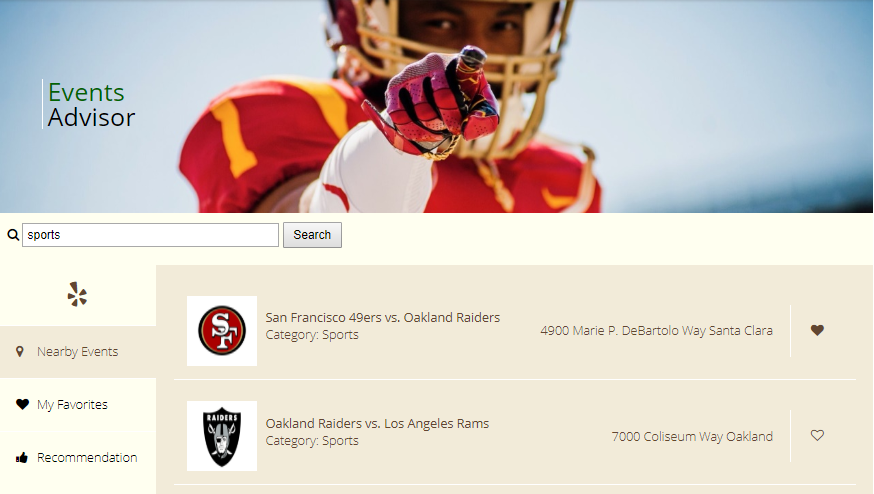 Events
Advisor
sports
Search
San Francisco 49ers vs. Oakland Raiders
Category: Sports
4900 Marie P. DeBartolo Way Santa Clara
SF
Nearby Events
My Favorites
RAIDERS
Oakland Raiders vs. Los Angeles Rams
Category: Sports
7000 Coliseum Way Oakland
Recommendation